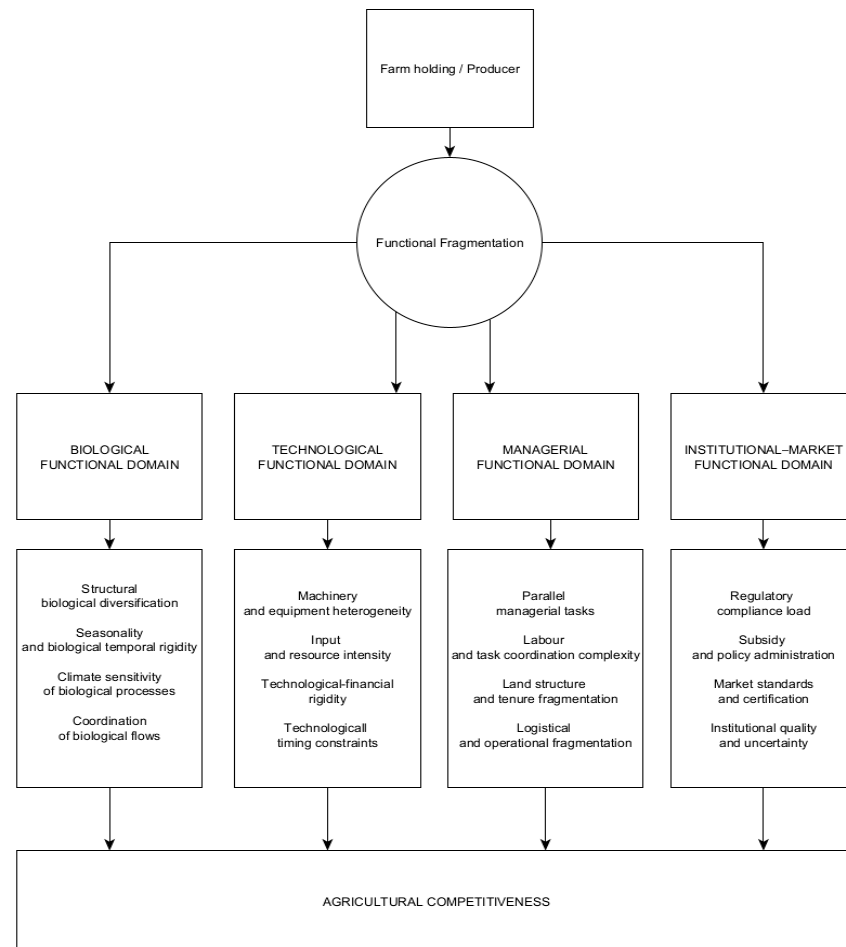 Farm holding / Producer
Functional Fragmentation
BIOLOGICAL
FUNCTIONAL DOMAIN
TECHNOLOGICAL
FUNCTIONAL DOMAIN
MANAGERIAL
FUNCTIONAL DOMAIN
INSTITUTIONAL–MARKET
FUNCTIONAL DOMAIN
Structural
biological diversification
Seasonality
and biological temporal rigidity
Climate sensitivity
of biological processes
Coordination
of biological flows
Machinery
and equipment heterogeneity
Input
and resource intensity
Technological-financial
rigidity
Technologicall
timing constraints
Parallel
managerial tasks
Labour
and task coordination complexity
Land structure
and tenure fragmentation
Logistical
and operational fragmentation
Regulatory
compliance load
Subsidy
and policy administration
Market standards
and certification
Institutional quality
and uncertainty
AGRICULTURAL COMPETITIVENESS